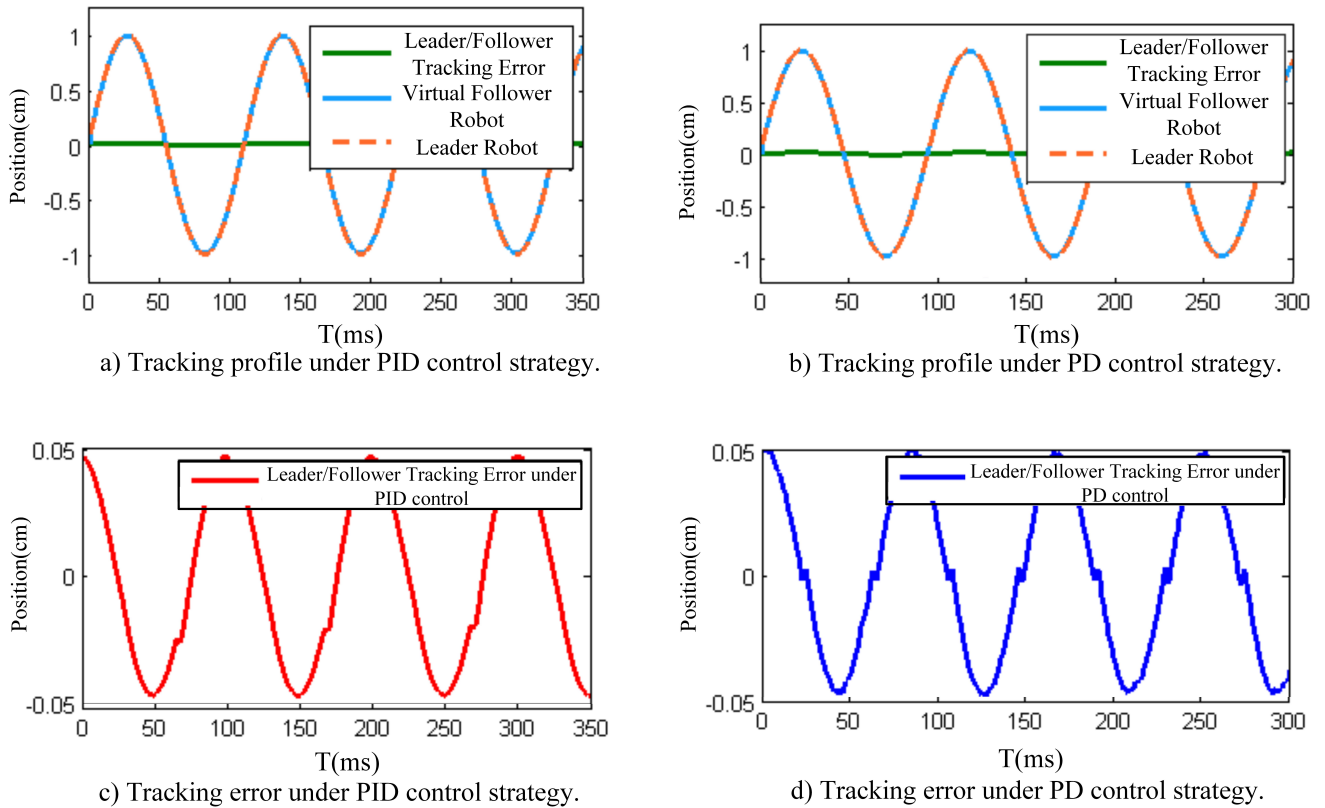 1
0.5
0
-0.5
-1
Position(cm)
Leader/Follower
Tracking Error
Virtual Follower
Robot
Leader Robot
0 50 100 150 200 250 300 350
T(ms)
a) Tracking profile under PID control strategy.
1
0.5
0
-0.5
-1
Position(cm)
Leader/Follower
Tracking Error
Virtual Follower
Robot
Leader Robot
0 50 100 150 200 250 300
T(ms)
b) Tracking profile under PD control strategy.
0.05
0
-0.05
Position(cm)
Leader/Follower Tracking Error under
PID control
0 50 100 150 200 250 300 350
T(ms)
c) Tracking error under PID control strategy.
0.05
0
-0.05
Position(cm)
Leader/Follower Tracking Error under
PD control
0 50 100 150 200 250 300
T(ms)
d) Tracking error under PD control strategy.